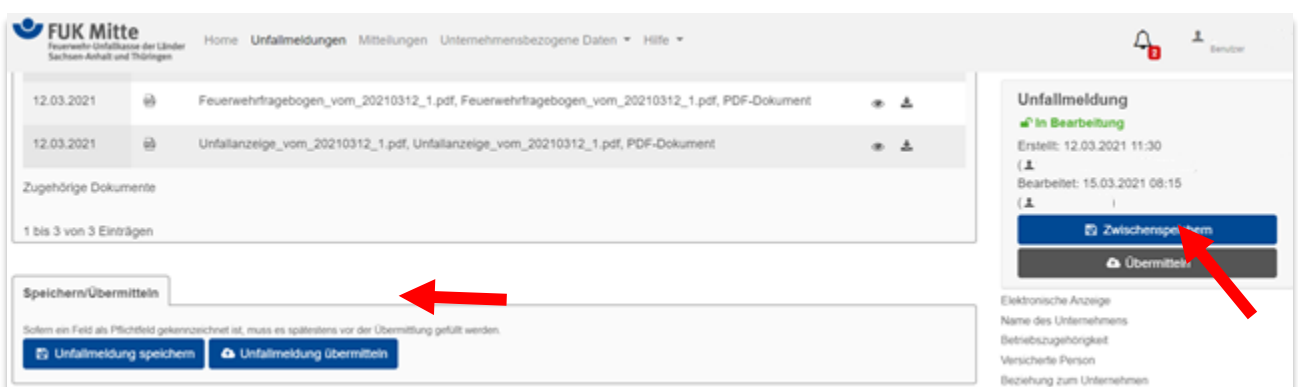 FUK Mitte
Feuerwehr-Unfallkasse der Länder
Sachsen-Anhalt und Thüringen
Home Unfallmeldungen Mitteilungen Unternehmensbezogene Daten Hilfe
2
Benutzer
12.03.2021 Feuerwehrfragebogen_vom_20210312_1.pdf, Feuerwehrfragebogen_vom_20210312_1.pdf, PDF-Dokument
12.03.2021 Unfallanzeige_vom_20210312_1.pdf, Unfallanzeige_vom_20210312_1.pdf, PDF-Dokument
Zugehörige Dokumente
1 bis 3 von 3 Einträgen
Speichern/Übermitteln
Sofern ein Feld als Pflichtfeld gekennzeichnet ist, muss es spätestens vor der Übermittlung gefüllt werden.
Unfallmeldung speichern Unfallmeldung übermitteln
Unfallmeldung
In Bearbeitung
Erstellt: 12.03.2021 11:30
(
Bearbeitet: 15.03.2021 08:15
(
Zwischenspeichern
Übermitteln
Elektronische Anzeige
Name des Unternehmens
Betriebszugehörigkeit
Versicherte Person
Beziehung zum Unternehmen